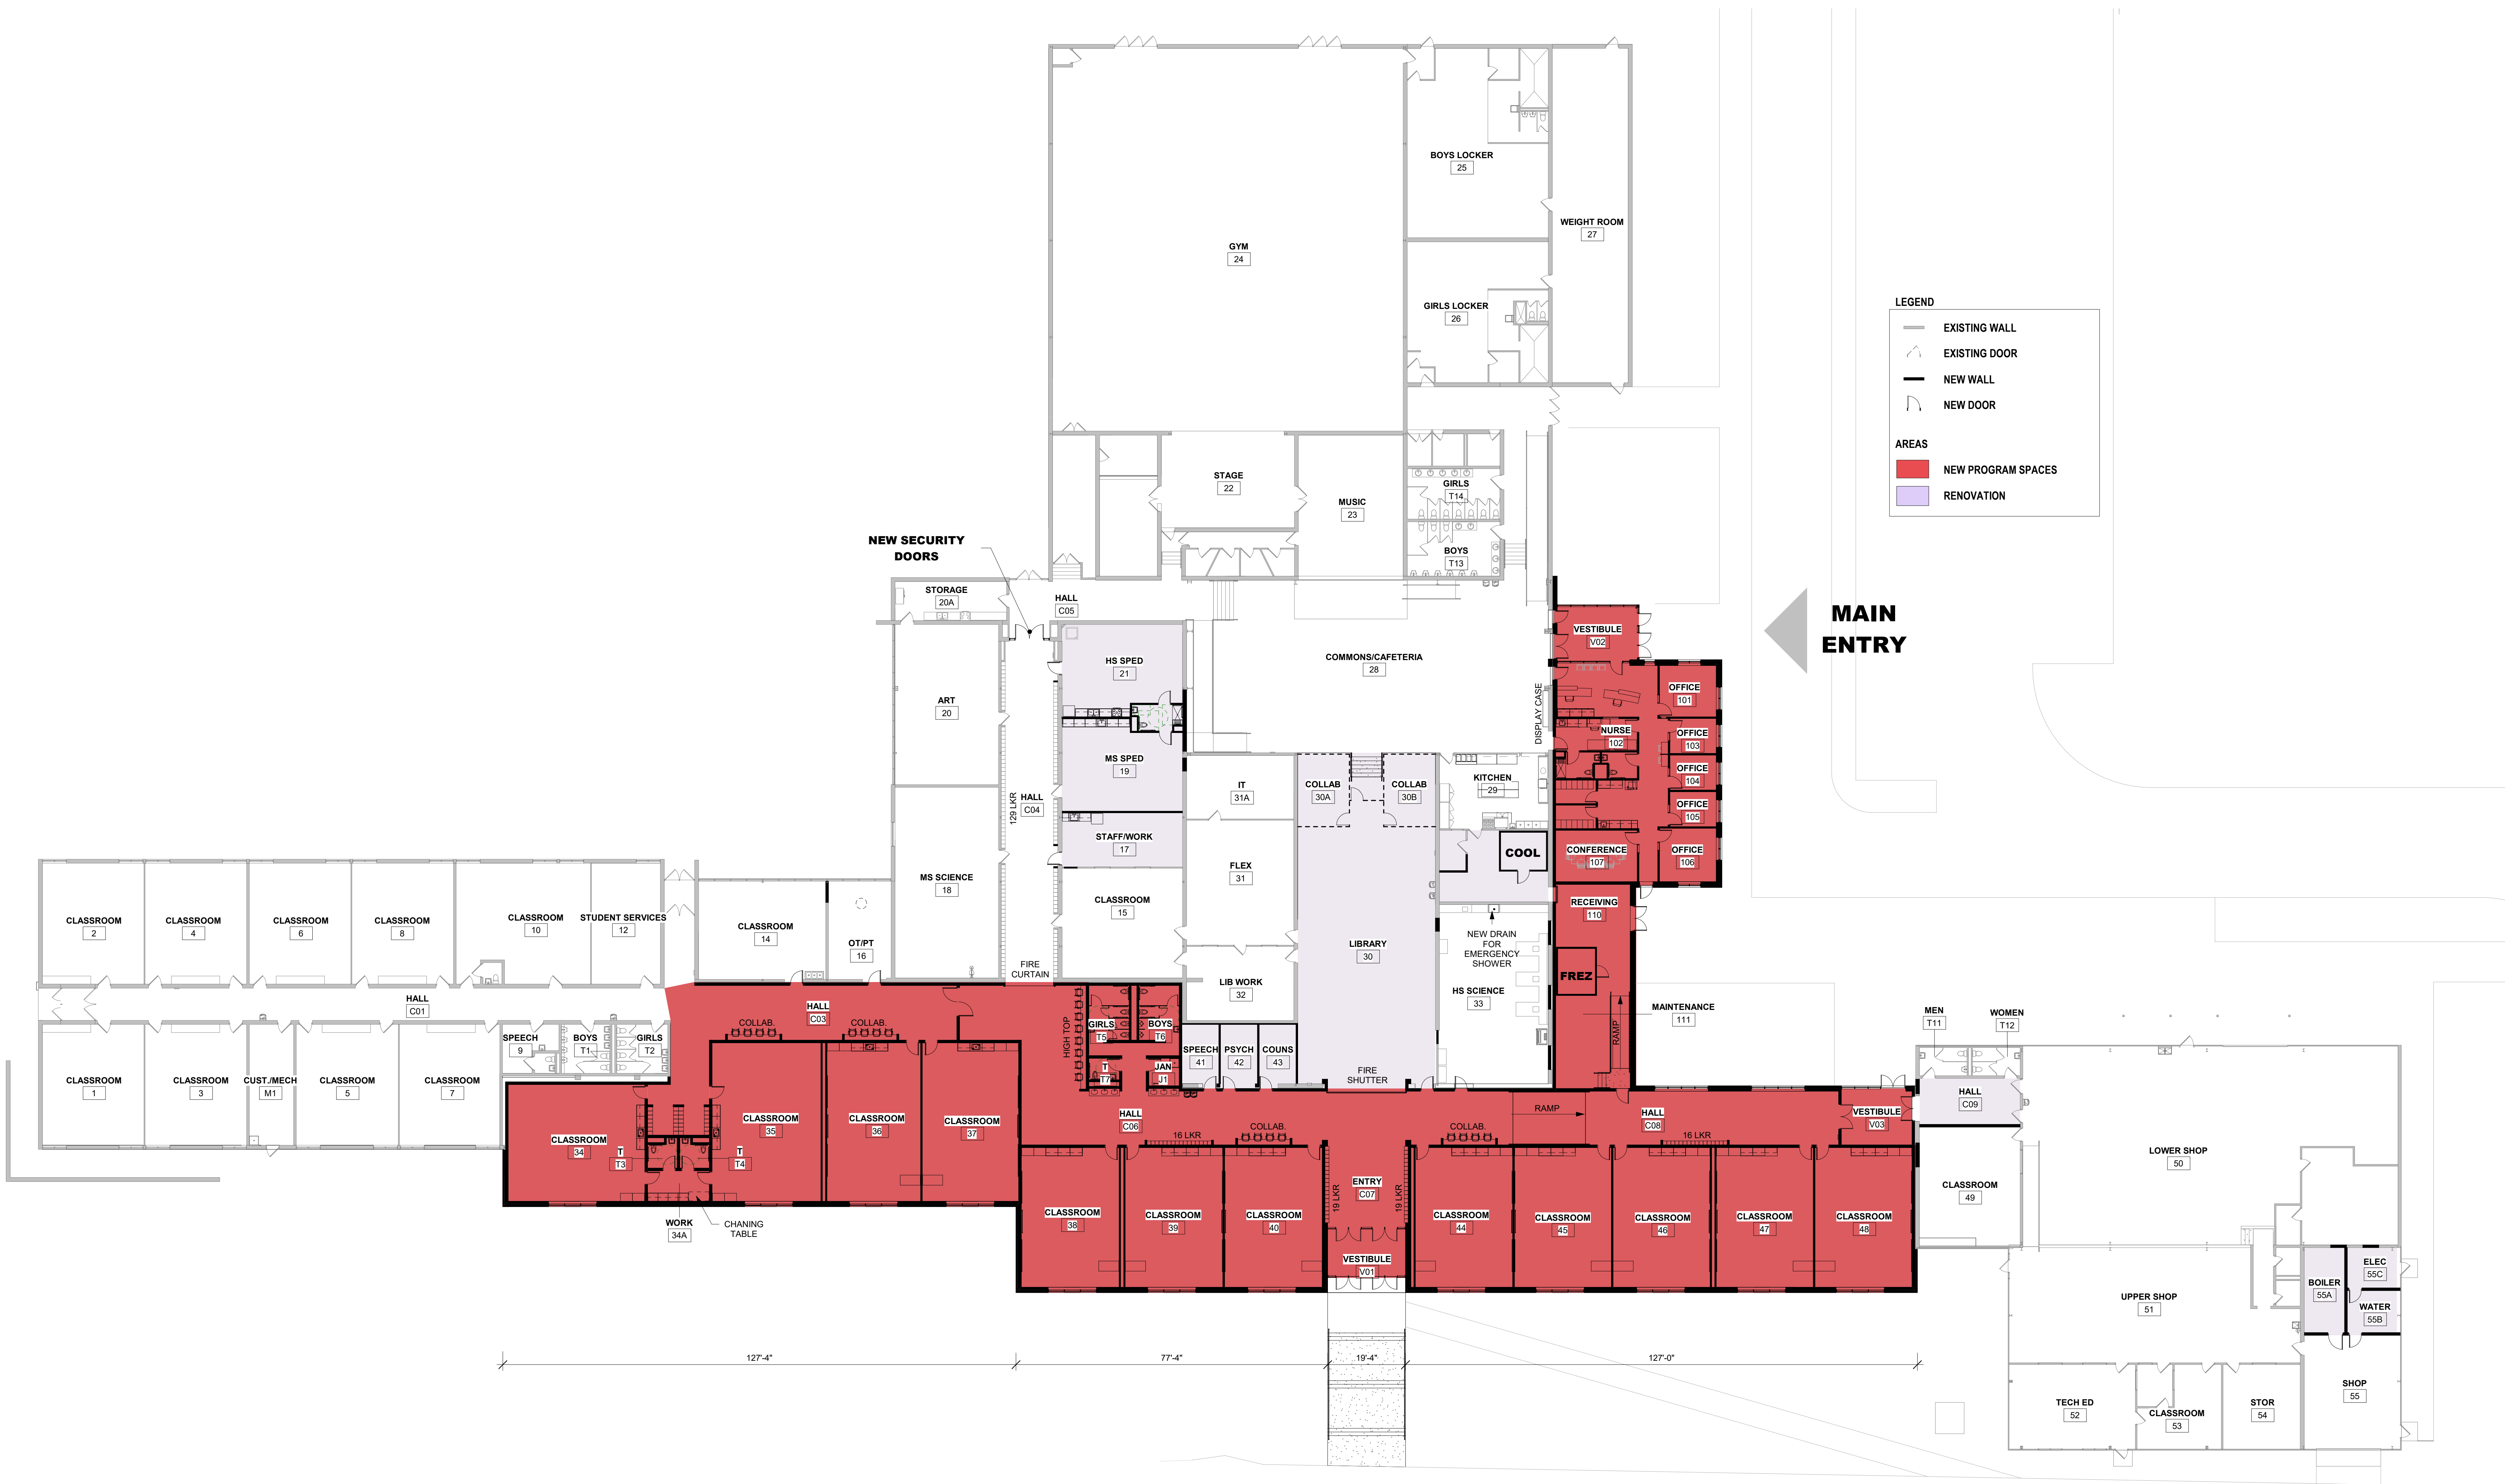 BOYS LOCKER
25
WEIGHT ROOM
27
GYM
24
GIRLS LOCKER
26
LEGEND
EXISTING WALL
EXISTING DOOR
NEW WALL
NEW DOOR
AREAS
NEW PROGRAM SPACES
RENOVATION
STAGE
22
MUSIC
23
GIRLS
T14
BOYS
T13
NEW SECURITY
DOORS
STORAGE
20A
HALL
C05
MAIN
ENTRY
VESTIBULE
V02
HS SPED
21
COMMONS/CAFETERIA
28
DISPLAY CASE
ART
20
OFFICE
101
NURSE
102
OFFICE
103
MS SPED
19
IT
31A
COLLAB
30A
COLLAB
30B
KITCHEN
29
OFFICE
104
OFFICE
105
129 LKR
HALL
C04
STAFF/WORK
17
COOL
CONFERENCE
107
OFFICE
106
MS SCIENCE
18
FLEX
31
CLASSROOM
15
RECEIVING
110
CLASSROOM
2
CLASSROOM
4
CLASSROOM
6
CLASSROOM
8
CLASSROOM
10
STUDENT SERVICES
12
CLASSROOM
14
OT/PT
16
FIRE
CURTAIN
LIBRARY
30
NEW DRAIN
FOR
EMERGENCY
SHOWER
FREZ
LIB WORK
32
HS SCIENCE
33
RAMP
MAINTENANCE
111
HALL
C01
HALL
C03
COLLAB.
COLLAB.
HIGH TOP
GIRLS
T5
BOYS
T6
MEN
T11
WOMEN
T12
SPEECH
9
BOYS
T1
GIRLS
T2
SPEECH
41
PSYCH
42
COUNS
43
T
T7
JAN
J1
FIRE
SHUTTER
CLASSROOM
1
CLASSROOM
3
CUST./MECH
M1
CLASSROOM
5
CLASSROOM
7
HALL
C09
HALL
C06
16 LKR
COLLAB.
COLLAB.
RAMP
HALL
C08
16 LKR
VESTIBULE
V03
CLASSROOM
34
T
T3
T
T4
CLASSROOM
35
CLASSROOM
36
CLASSROOM
37
LOWER SHOP
50
CLASSROOM
49
19 LKR
ENTRY
C07
19 LKR
WORK
34A
CHANING
TABLE
CLASSROOM
38
CLASSROOM
39
CLASSROOM
40
CLASSROOM
44
CLASSROOM
45
CLASSROOM
46
CLASSROOM
47
CLASSROOM
48
VESTIBULE
V01
BOILER
55A
ELEC
55C
WATER
55B
UPPER SHOP
51
127'-4"
77'-4"
19'-4"
127'-0"
SHOP
55
TECH ED
52
CLASSROOM
53
STOR
54